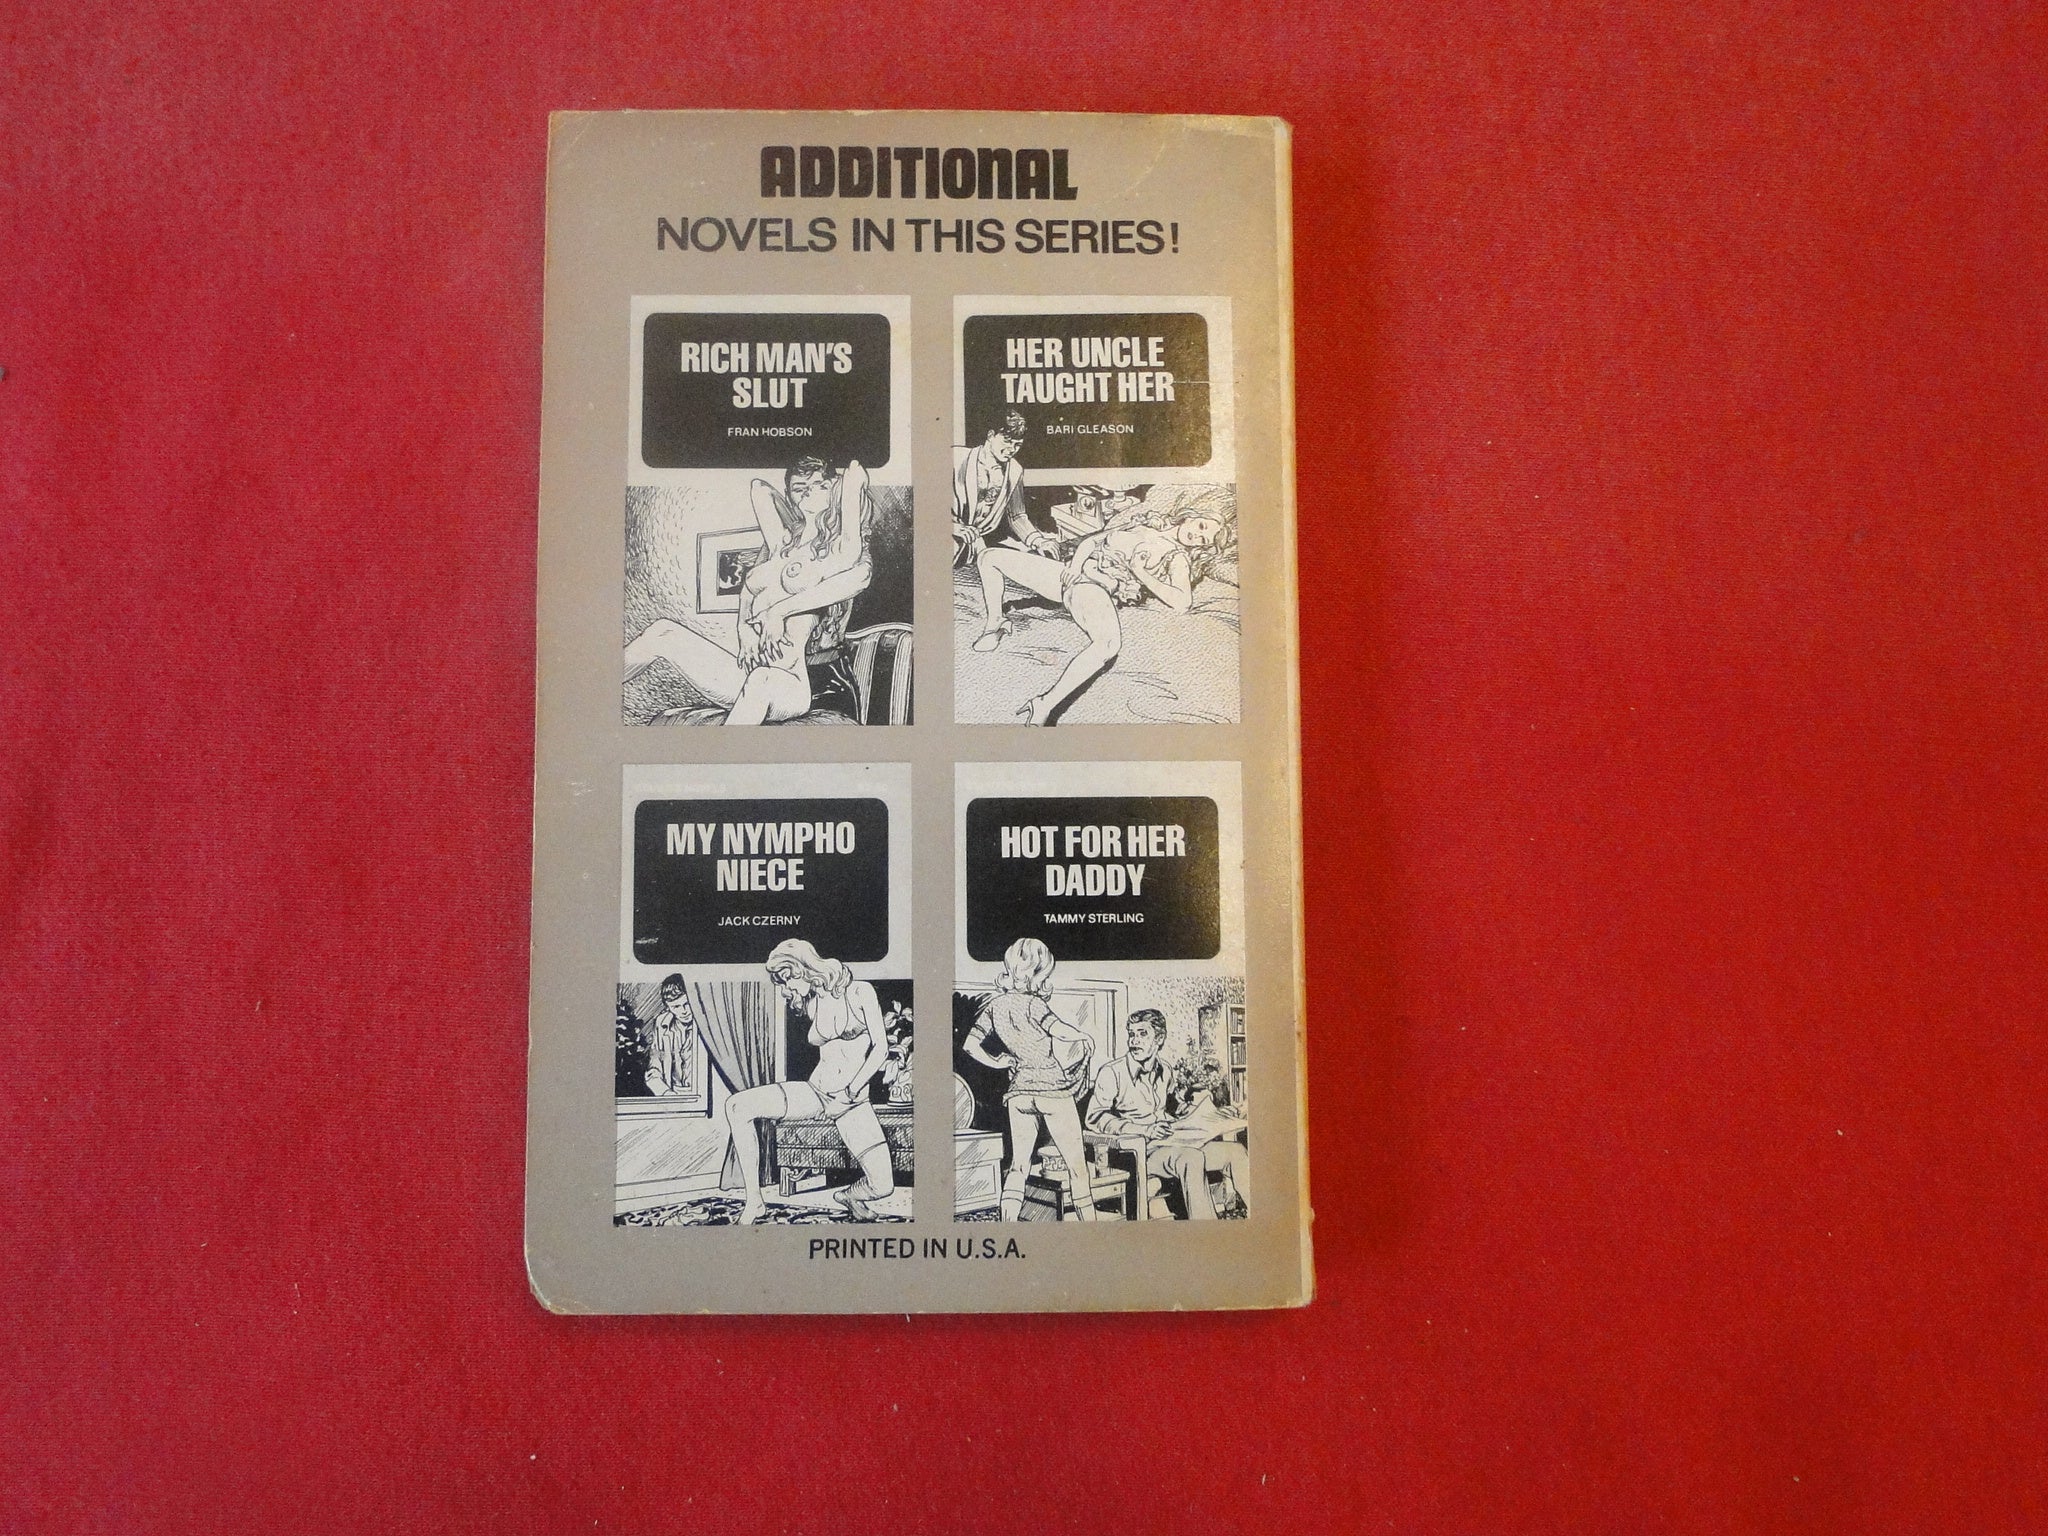 ADDITIONAL
NOVELS IN THIS SERIES!
RICH MAN'S
SLUT
FRAN HOBSON
HER UNCLE
TAUGHT HER
BARI GLEASON
MY NYMPHO
NIECE
JACK CZERNY
HOT FOR HER
DADDY
TAMMY STERLING
PRINTED IN U.S.A.